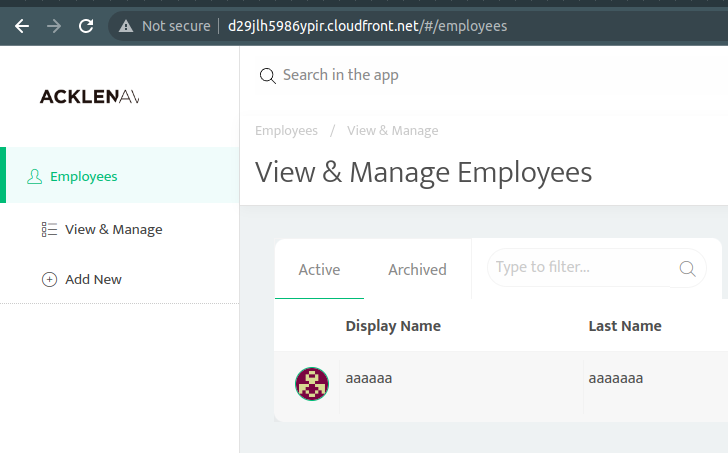 Not secure | d29jlh5986ypir.cloudfront.net/#/employees
ACKLENAV
Search in the app
Employees / View & Manage
View & Manage Employees
Employees
View & Manage
Add New
Active Archived Type to filter...
Display Name Last Name
aaaaaa aaaaaaa